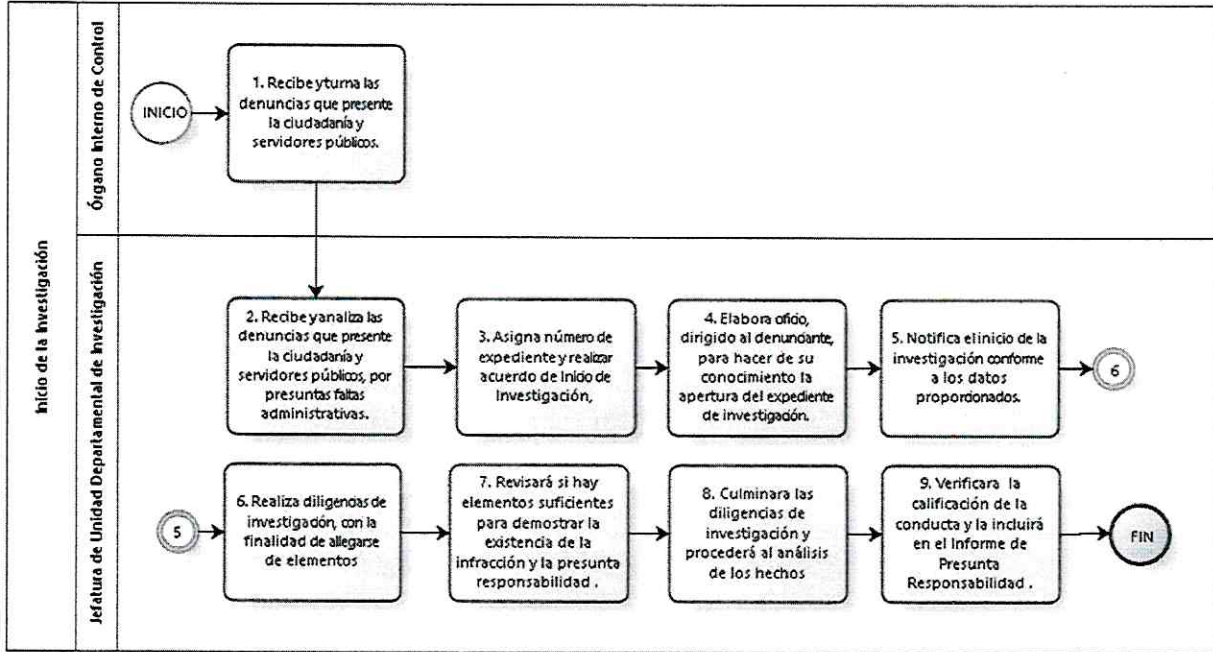 Inicio de la Investigación
Órgano Interno de Control
INICIO
1. Recibe y turna las
denuncias que presente
la ciudadanía y
servidores públicos.
Jefatura de Unidad Departamental de Investigación
2. Recibe y analiza las
denuncias que presente
la ciudadanía y
servidores públicos, por
presuntas faltas
administrativas.
3. Asigna número de
expediente y realizar
acuerdo de Inicio de
Investigación,
4. Elabora oficio,
dirigido al denunciante,
para hacer de su
conocimiento la
apertura del expediente
de investigación.
5. Notifica el inicio de la
investigación conforme
a los datos
proporcionados.
6
5
6. Realiza diligencias de
investigación, con la
finalidad de allegarse
de elementos
7. Revisará si hay
elementos suficientes
para demostrar la
existencia de la
infracción y la presunta
responsabilidad .
8. Culminara las
diligencias de
investigación y
procederá al análisis
de los hechos
9. Verificara la
calificación de la
conducta y la incluirá
en el Informe de
Presunta
Responsabilidad .
FIN